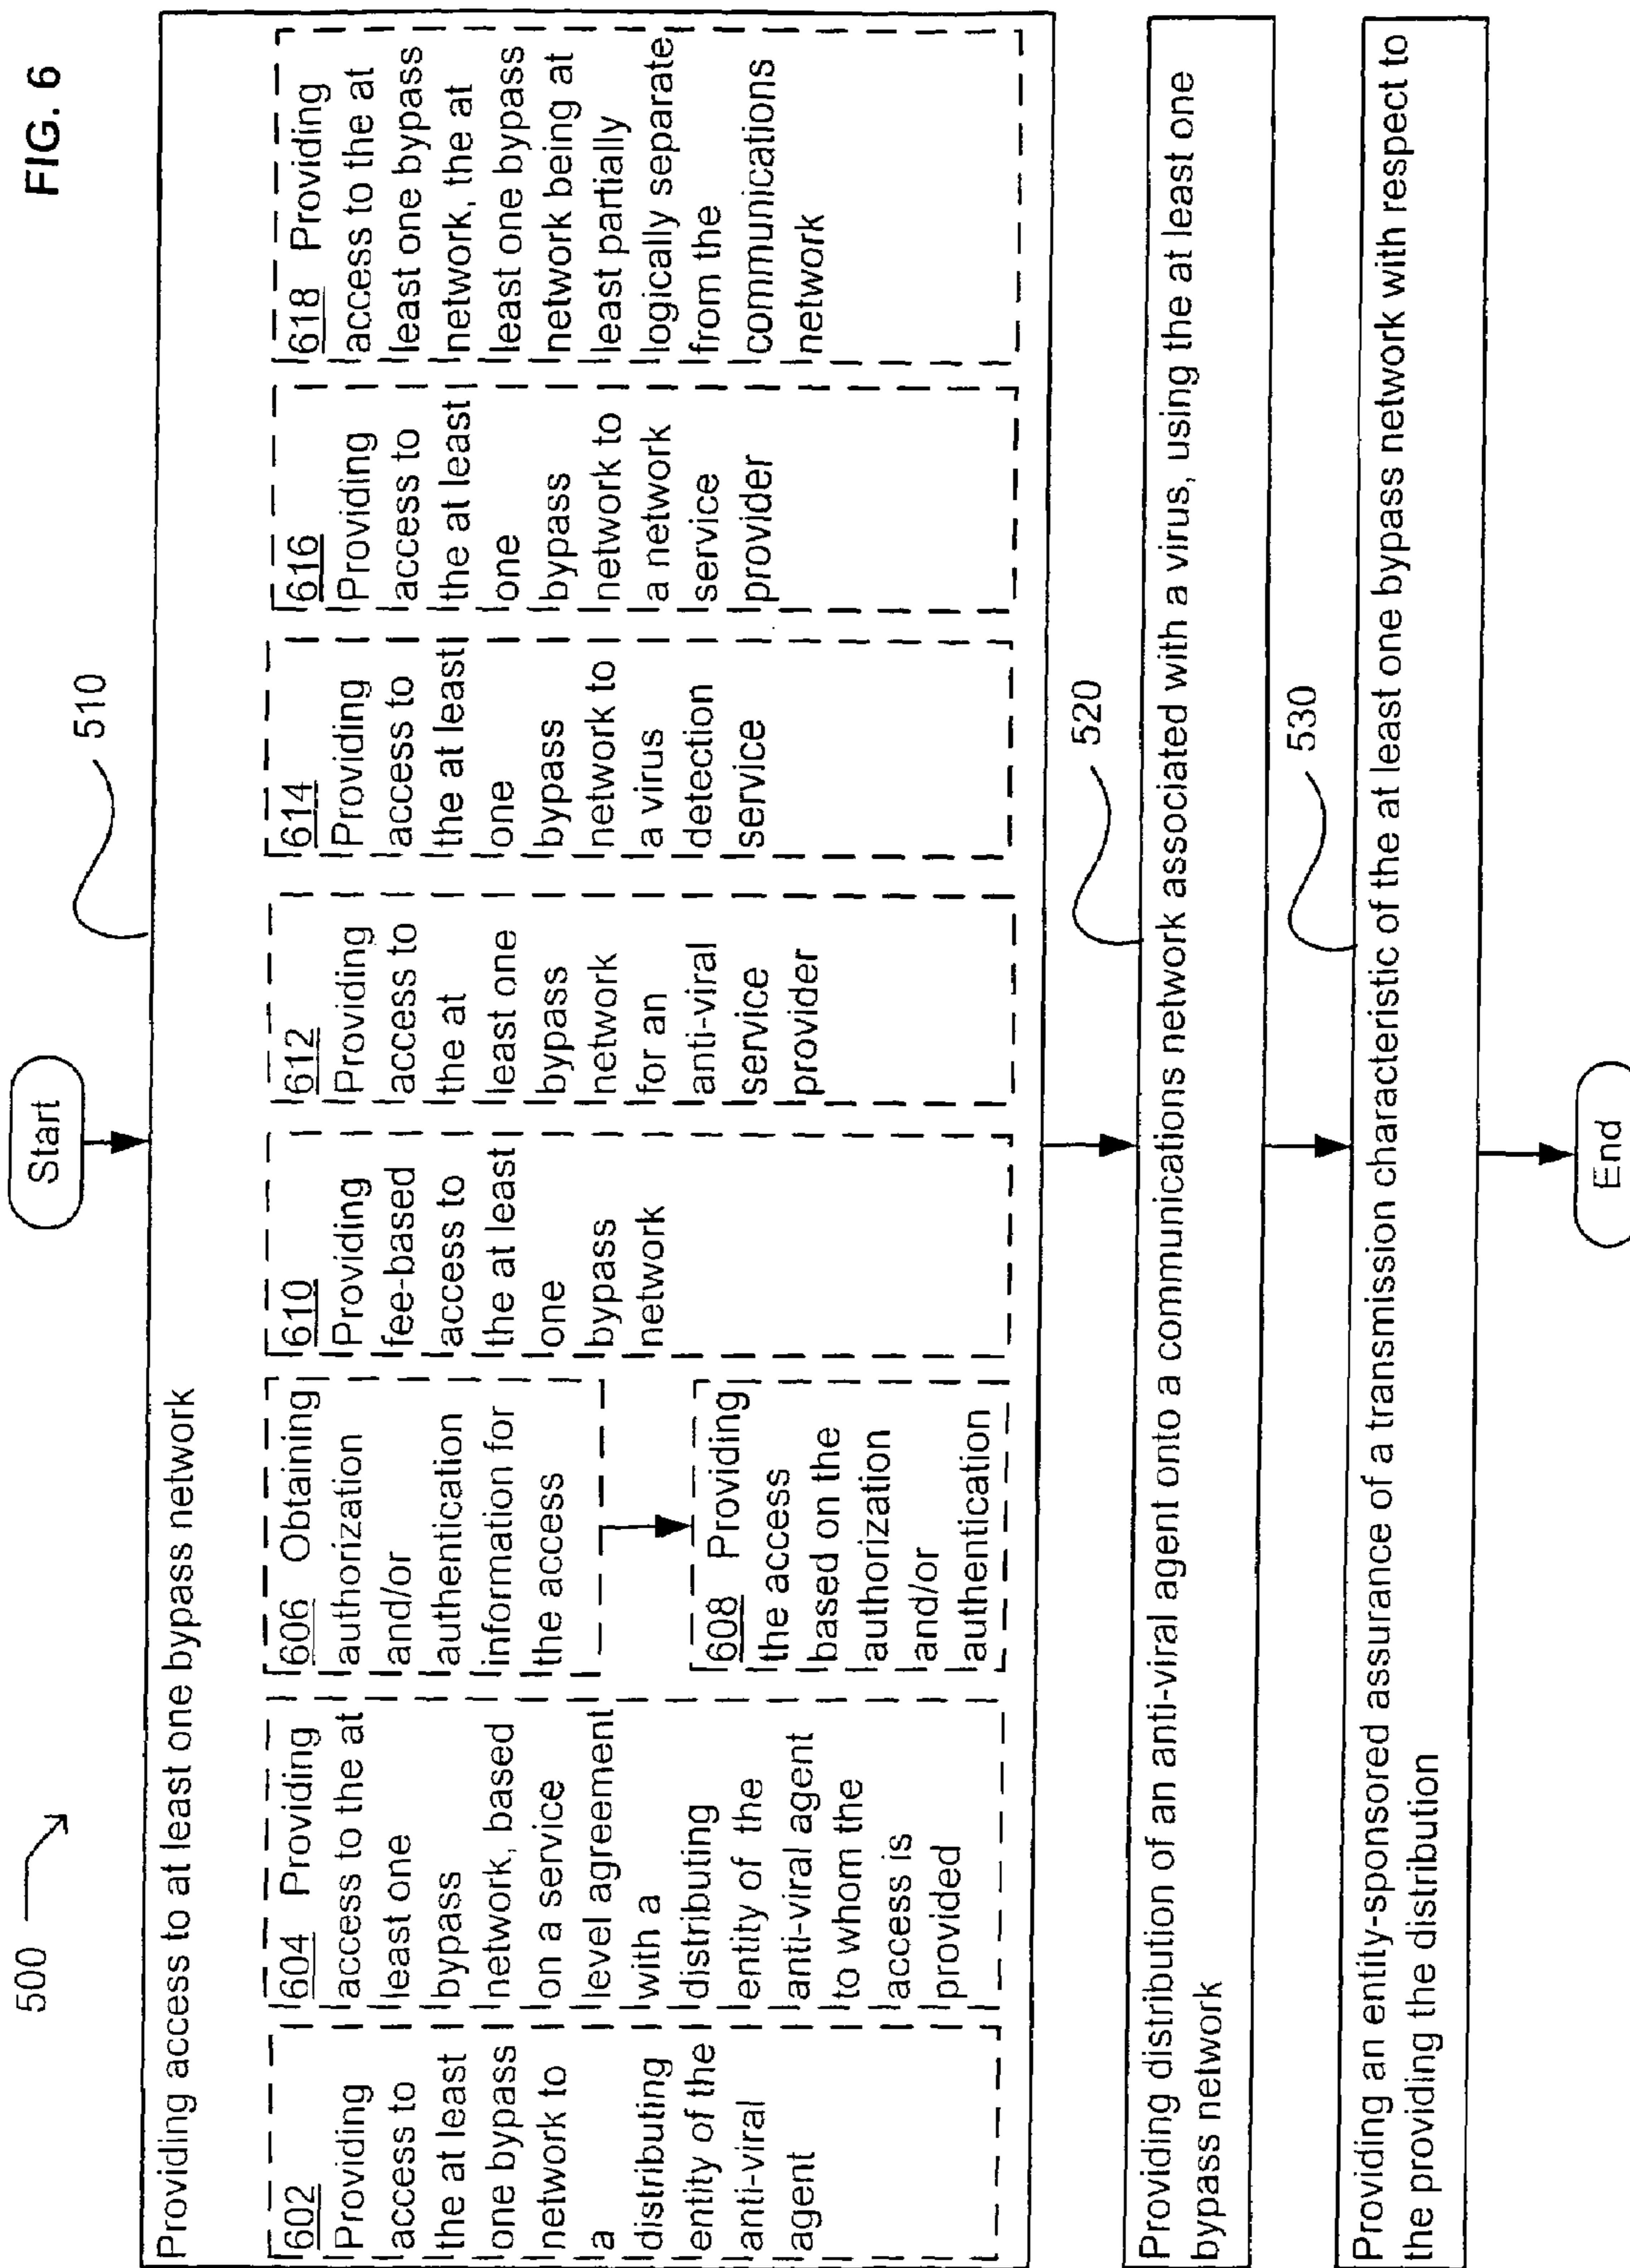 FIG. 6
500
Start
510
Providing access to at least one bypass network
602
Providing
access to
the at least
one bypass
network to
a
distributing
entity of the
anti-viral
agent
604 Providing
access to the at
least one
bypass
network, based
on a service
level agreement
with a
distributing
entity of the
anti-viral agent
to whom the
access is
provided
606 Obtaining
authorization
and/or
authentication
information for
the access
608 Providing
the access
based on the
authorization
and/or
authentication
610
Providing
fee-based
access to
the at least
one
bypass
network
612
Providing
access to
the at
least one
bypass
network
for an
anti-viral
service
provider
614
Providing
access to
the at least
one
bypass
network to
a virus
detection
service
616
Providing
access to
the at least
one
bypass
network to
a network
service
provider
618 Providing
access to the at
least one bypass
network, the at
least one bypass
network being at
least partially
logically separate
from the
communications
network
520
Providing distribution of an anti-viral agent onto a communications network associated with a virus, using the at least one
bypass network
530
Providing an entity-sponsored assurance of a transmission characteristic of the at least one bypass network with respect to
the providing the distribution
End